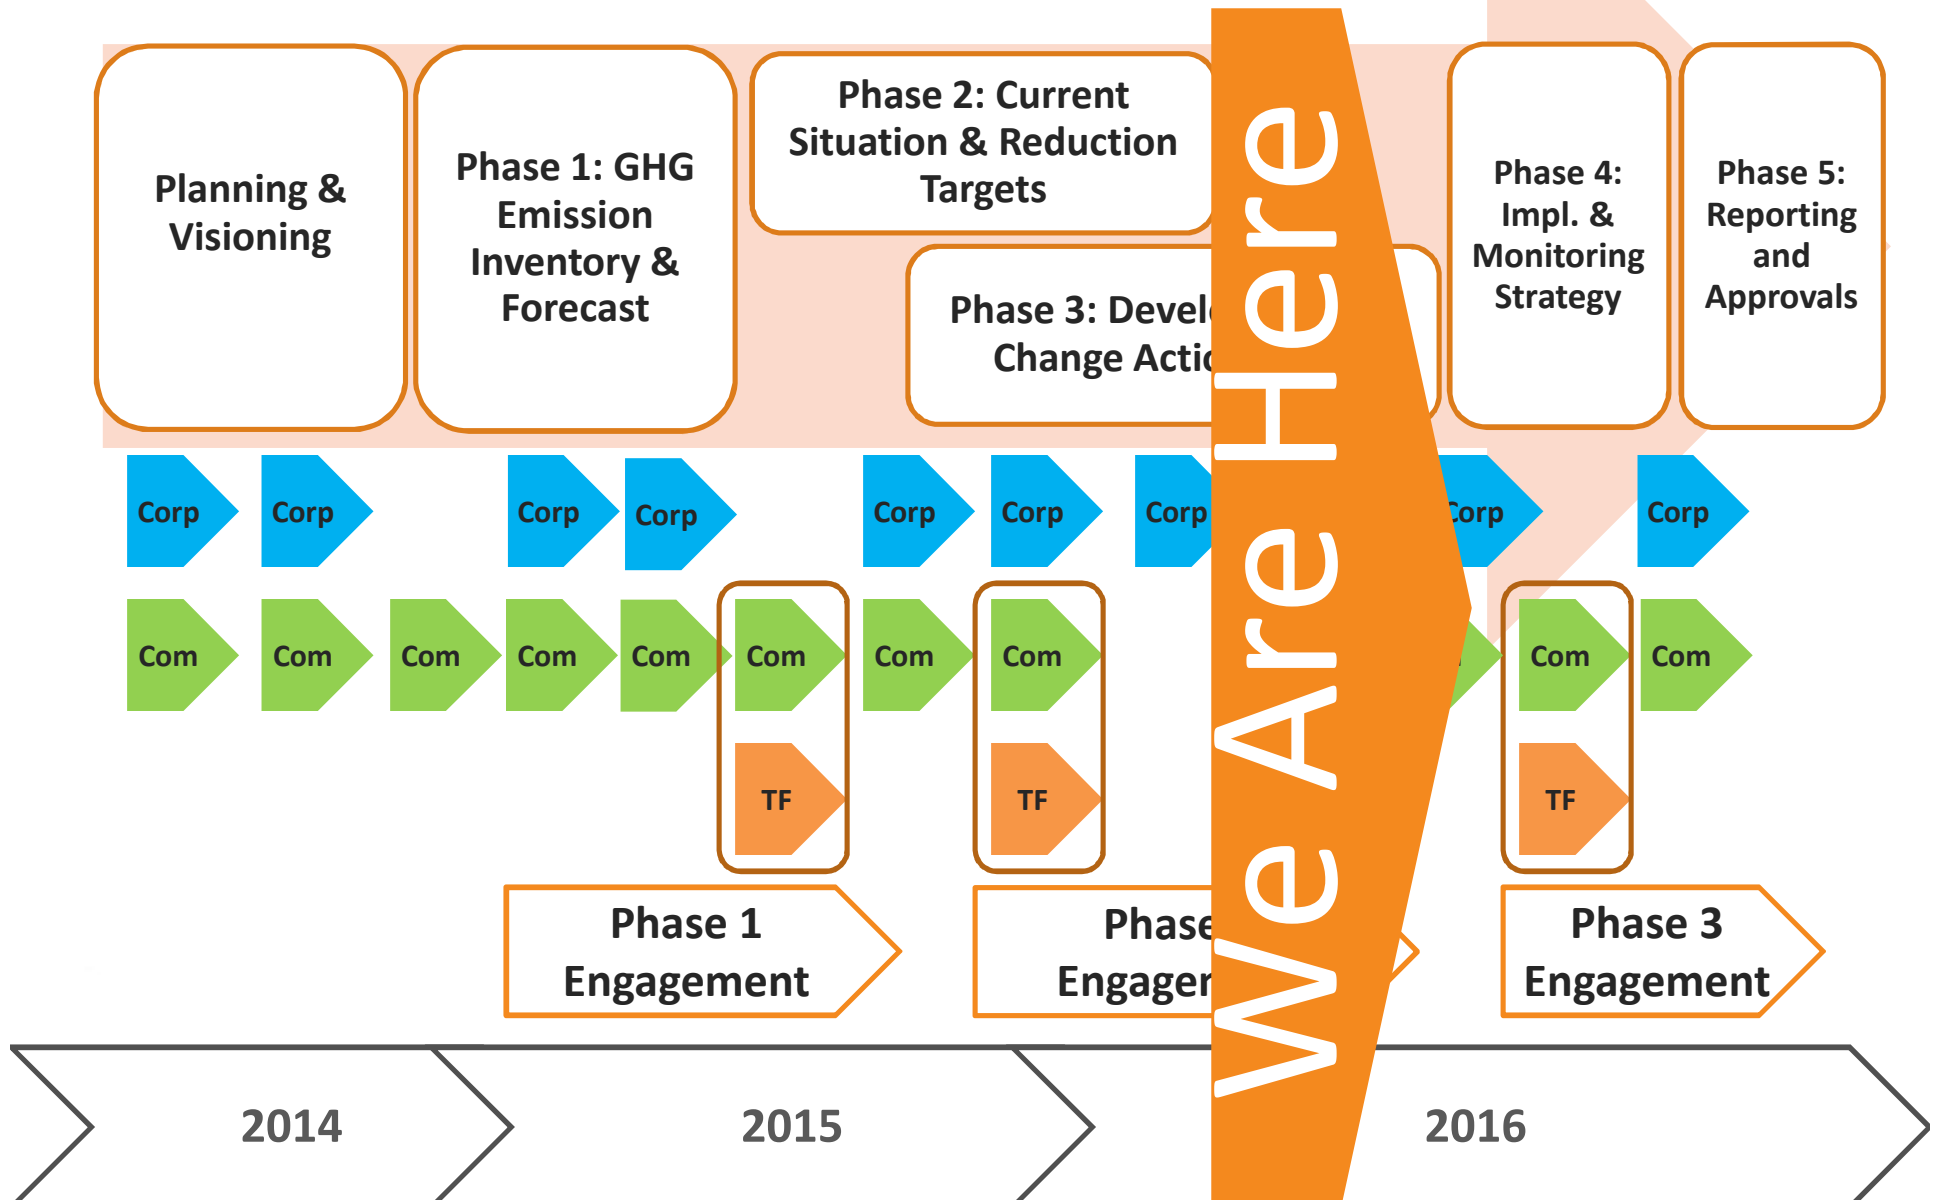 Planning &
Visioning
Phase 1: GHG
Emission
Inventory &
Forecast
Phase 2: Current
Situation & Reduction
Targets
Phase 3:
Change
Phase 4:
Impl. &
Monitoring
Strategy
Phase 5:
Reporting
and
Approvals
We Are Here
Corp
Corp
Corp
Corp
Corp
Corp
Corp
Corp
Corp
Com
Com
Com
Com
Com
Com
Com
Com
Com
Com
TF
TF
TF
Phase 1
Engagement
Phase
Phase 3
Engagement
2014
2015
2016